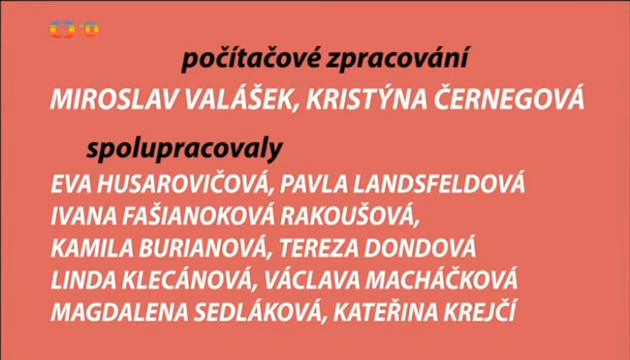 počítačové zpracování
MIROSLAV VALÁŠEK, KRISTÝNA ČERNEGOVÁ
spolupracovaly
EVA HUSAROVIČOVÁ, PAVLA LANDSFELDOVÁ
IVANA FAŠIANOKOVÁ RAKOUŠOVÁ,
KAMILA BURIANOVÁ, TEREZA DONDOVÁ
LINDA KLECÁNOVÁ, VÁCLAVA MACHÁČKOVÁ
MAGDALENA SEDLÁKOVÁ, KATEŘINA KREJČÍ